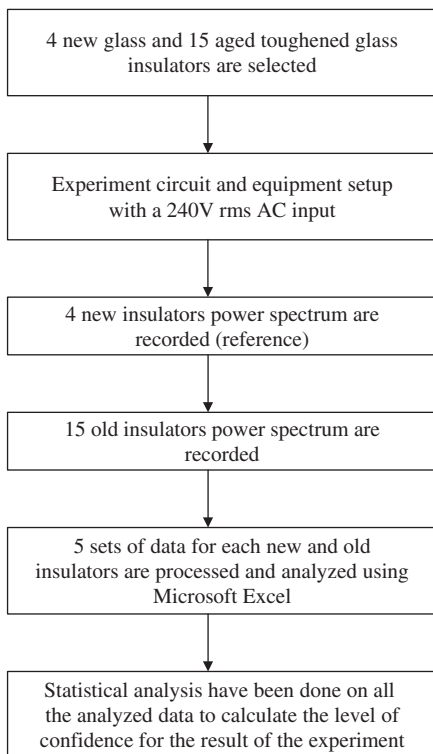 4 new glass and 15 aged toughened glass
insulators are selected
Experiment circuit and equipment setup
with a 240V rms AC input
4 new insulators power spectrum are
recorded (reference)
15 old insulators power spectrum are
recorded
5 sets of data for each new and old
insulators are processed and analyzed using
Microsoft Excel
Statistical analysis have been done on all
the analyzed data to calculate the level of
confidence for the result of the experiment